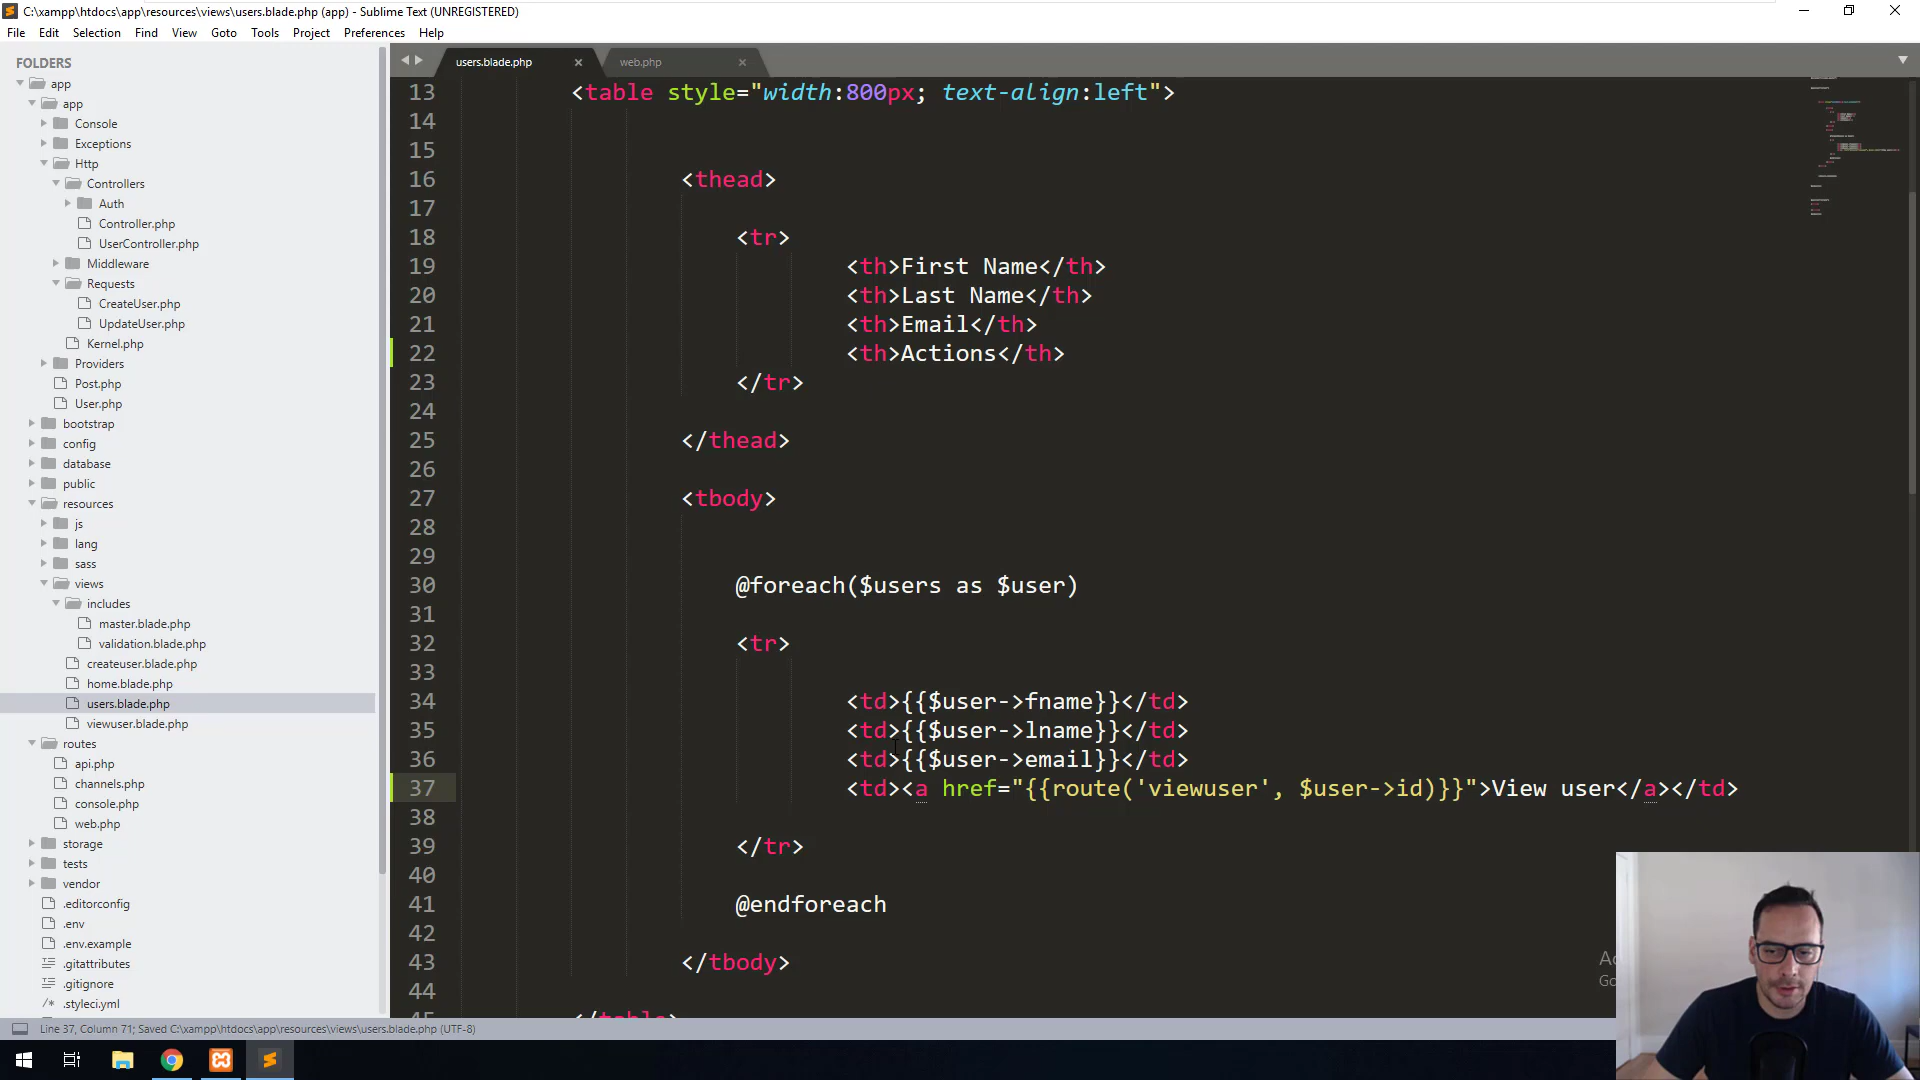 C:\xampp\htdocs\app\resources\views\users.blade.php (app) - Sublime Text (UNREGISTERED)
File Edit Selection Find View Goto Tools Project Preferences Help
FOLDERS
app
app
Console
Exceptions
Http
Controllers
Auth
Controller.php
UserController.php
Middleware
Requests
CreateUser.php
UpdateUser.php
Kernel.php
Providers
Post.php
User.php
bootstrap
config
database
public
resources
js
lang
sass
views
includes
master.blade.php
validation.blade.php
createuser.blade.php
home.blade.php
users.blade.php
viewuser.blade.php
routes
api.php
channels.php
console.php
web.php
storage
tests
vendor
.editorconfig
.env
.env.example
.gitattributes
.gitignore
.styleci.yml
users.blade.php web.php
13 <table style="width:800px; text-align:left">
14
15
16 <thead>
17
18 <tr>
19 <th>First Name</th>
20 <th>Last Name</th>
21 <th>Email</th>
22 <th>Actions</th>
23 </tr>
24
25 </thead>
26
27 <tbody>
28
29
30 @foreach($users as $user)
31
32 <tr>
33
34 <td>{{$user->fname}}</td>
35 <td>{{$user->lname}}</td>
36 <td>{{$user->email}}</td>
37 <td><a href="{{route('viewuser', $user->id)}}">View user</a></td>
38
39 </tr>
40
41 @endforeach
42
43 </tbody>
44
</table>
Line 37, Column 71; Saved C:\xampp\htdocs\app\resources\views\users.blade.php (UTF-8)